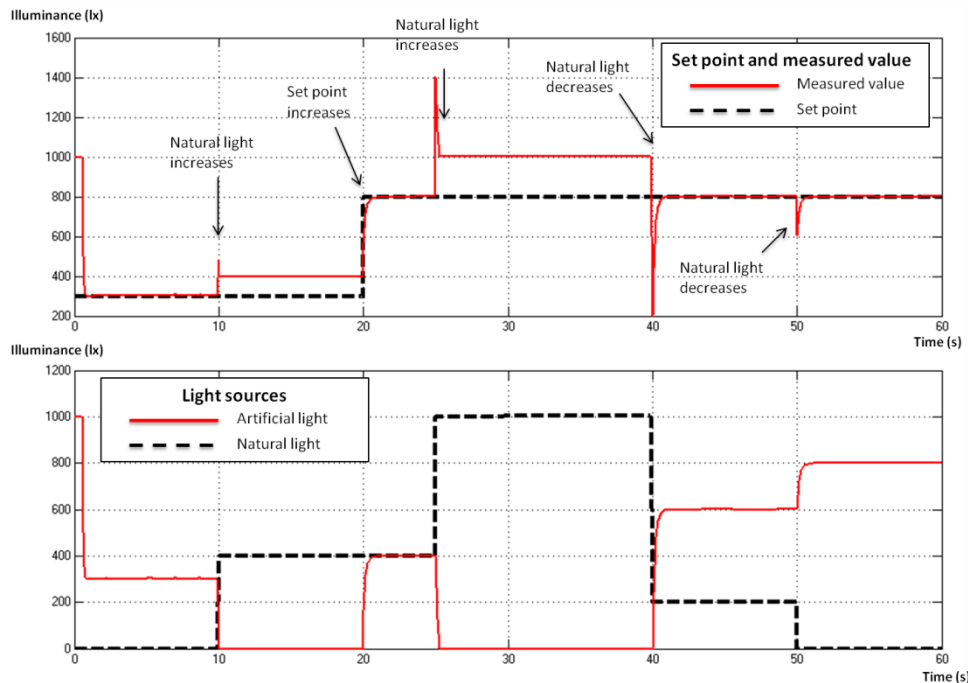 Illuminance (lx)
1600
1400
1200
1000
800
600
400
200
0
10
20
30
40
50
60
Time (s)
Natural light
increases
Set point
increases
Natural light
increases
Natural light
decreases
Natural light
decreases
Set point and measured value
Measured value
Set point
Illuminance (lx)
1200
1000
800
600
400
200
0
0
10
20
30
40
50
60
Time (s)
Light sources
Artificial light
Natural light